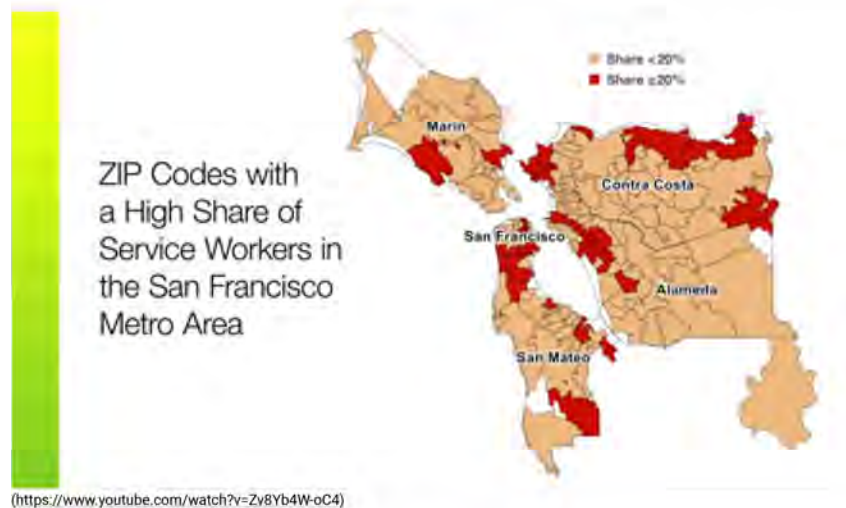 Share <20%
Share ≥20%
Marin
Contra Costa
San Francisco
Alameda
San Mateo
ZIP Codes with
a High Share of
Service Workers in
the San Francisco
Metro Area
(https://www.youtube.com/watch?v=Zv8Yb4W-oC4)